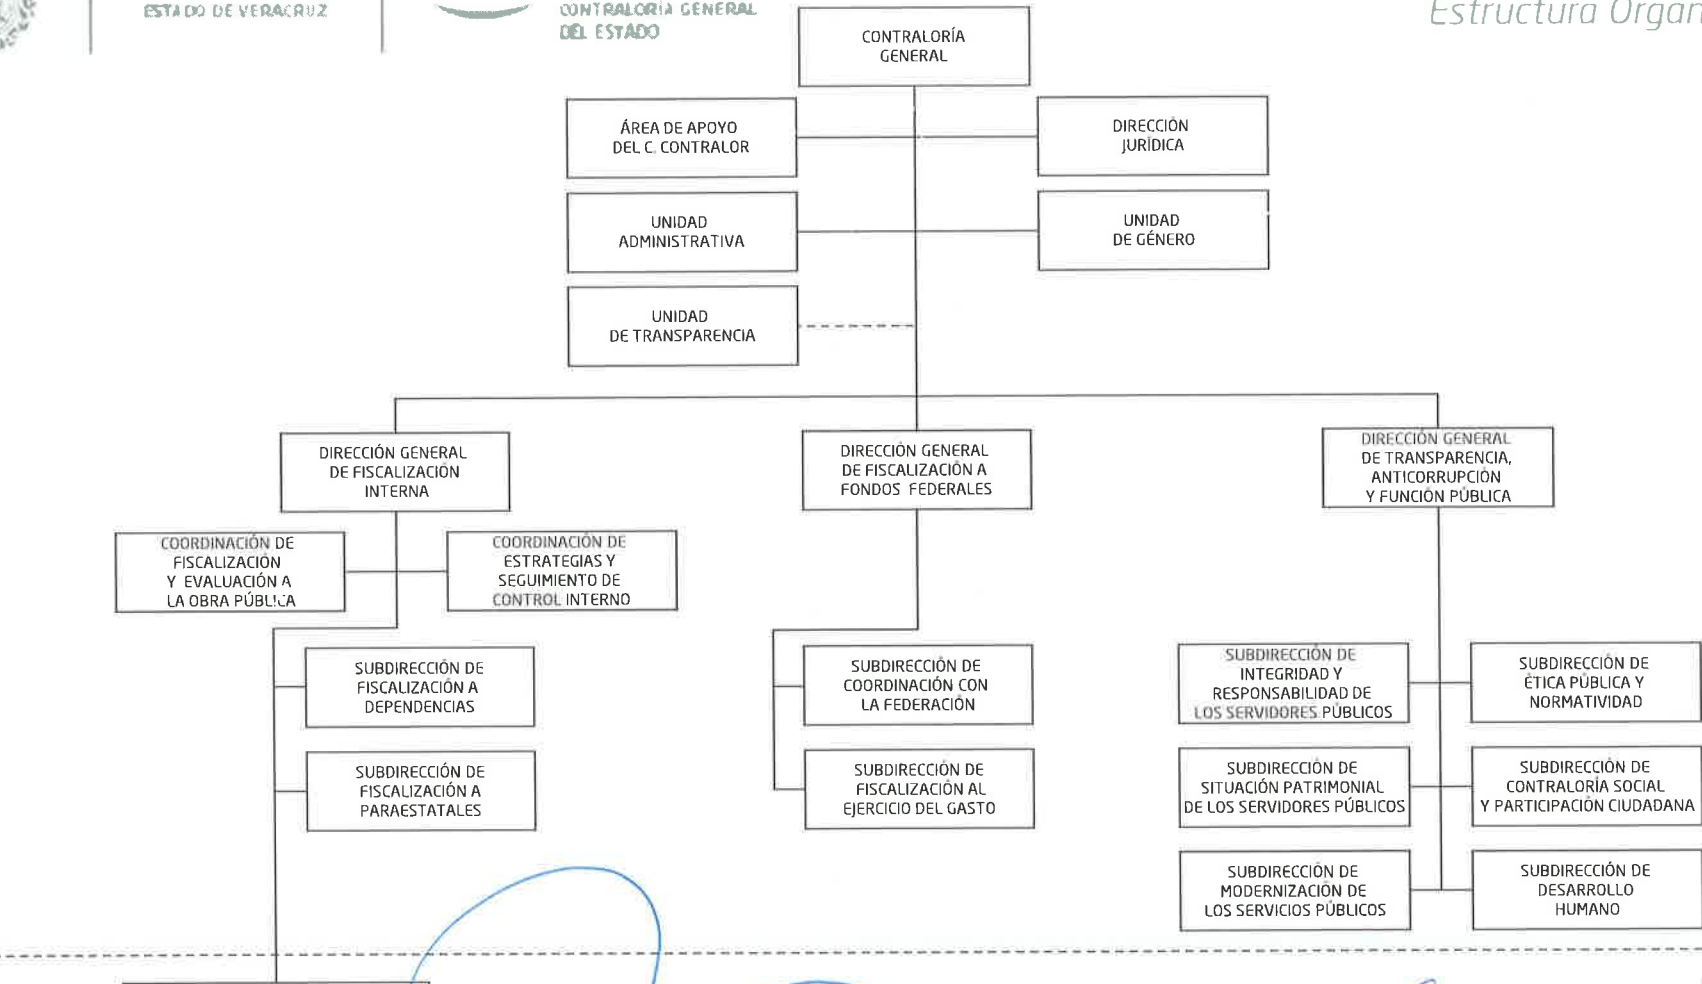 ESTADO DE VERACRUZ
CONTRALORÍA GENERAL
DEL ESTADO
Estructura
CONTRALORÍA
GENERAL
ÁREA DE APOYO
DEL C. CONTRALOR
DIRECCIÓN
JURÍDICA
UNIDAD
ADMINISTRATIVA
UNIDAD
DE GÉNERO
UNIDAD
DE TRANSPARENCIA
DIRECCIÓN GENERAL
DE FISCALIZACIÓN
INTERNA
DIRECCIÓN GENERAL
DE FISCALIZACIÓN A
FONDOS FEDERALES
DIRECCIÓN GENERAL
DE TRANSPARENCIA,
ANTICORRUPCIÓN
Y FUNCIÓN PÚBLICA
COORDINACIÓN DE
FISCALIZACIÓN
Y EVALUACIÓN A
LA OBRA PÚBLICA
COORDINACIÓN DE
ESTRATEGIAS Y
SEGUIMIENTO DE
CONTROL INTERNO
SUBDIRECCIÓN DE
FISCALIZACIÓN A
DEPENDENCIAS
SUBDIRECCIÓN DE
COORDINACIÓN CON
LA FEDERACIÓN
SUBDIRECCIÓN DE
INTEGRIDAD Y
RESPONSABILIDAD DE
LOS SERVIDORES PÚBLICOS
SUBDIRECCIÓN DE
ÉTICA PÚBLICA Y
NORMATIVIDAD
SUBDIRECCIÓN DE
FISCALIZACIÓN A
PARAESTATALES
SUBDIRECCIÓN DE
FISCALIZACIÓN AL
EJERCICIO DEL GASTO
SUBDIRECCIÓN DE
SITUACIÓN PATRIMONIAL
DE LOS SERVIDORES PÚBLICOS
SUBDIRECCIÓN DE
CONTRALORÍA SOCIAL
Y PARTICIPACIÓN CIUDADANA
SUBDIRECCIÓN DE
MODERNIZACIÓN DE
LOS SERVICIOS PÚBLICOS
SUBDIRECCIÓN DE
DESARROLLO
HUMANO